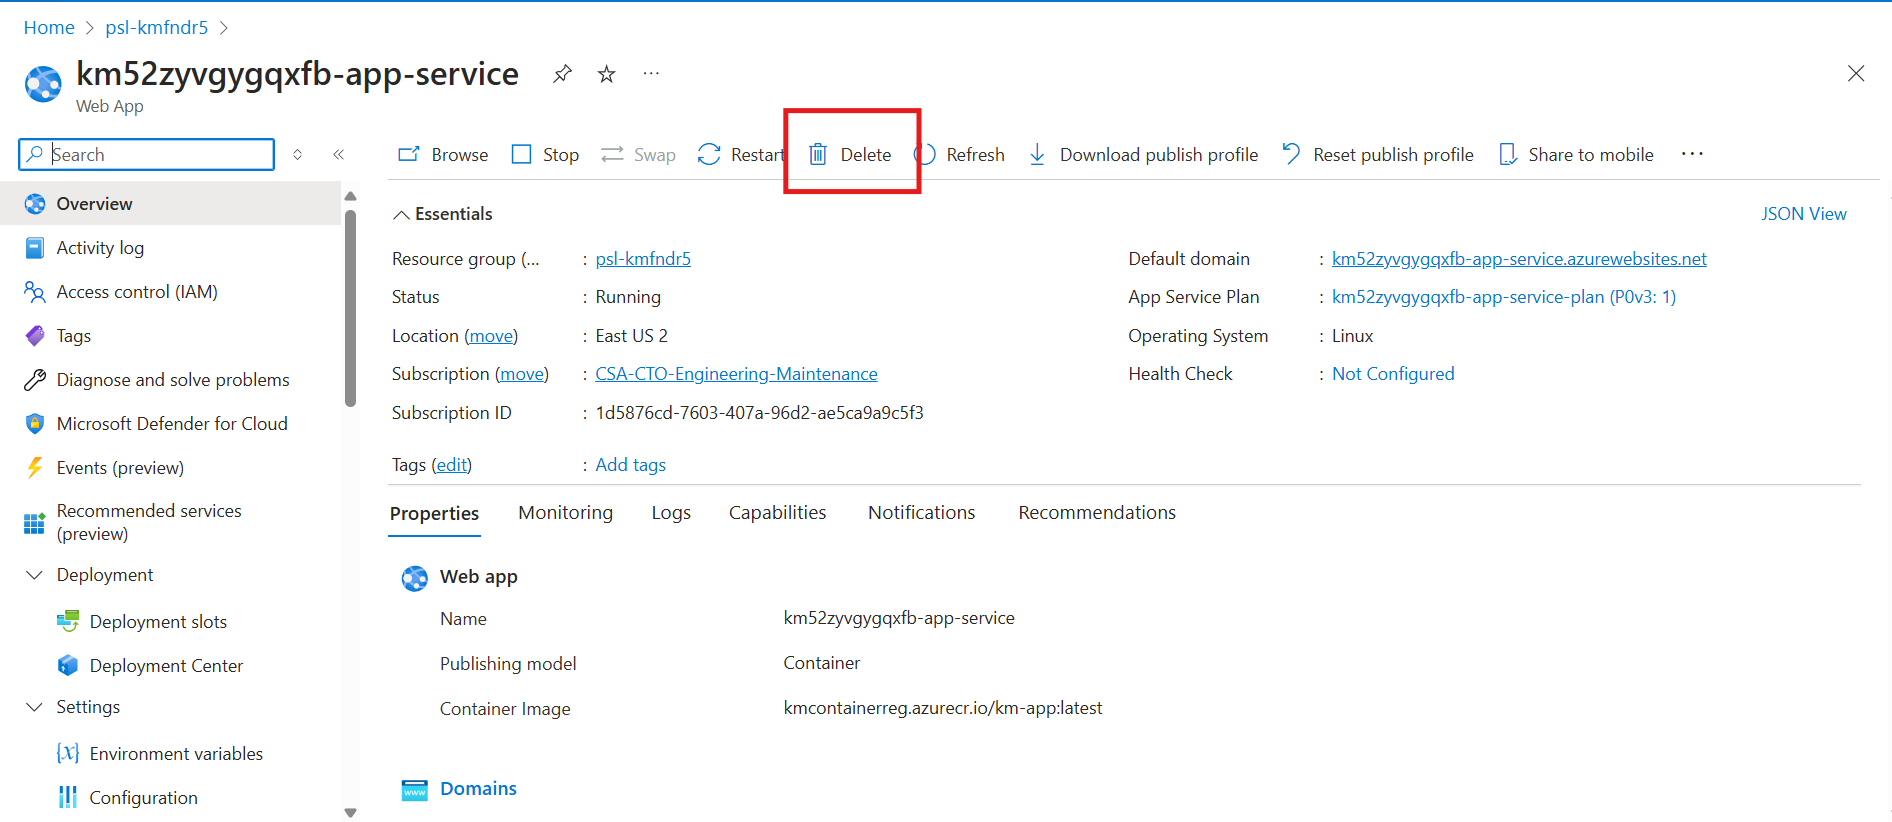 Home > psl-kmfndr5 >
km52zyvgygqxfb-app-service ...
Web App
Search
Browse Stop Swap Restart Delete Refresh Download publish profile Reset publish profile Share to mobile ...
Overview
Activity log
Access control (IAM)
Tags
Diagnose and solve problems
Microsoft Defender for Cloud
Events (preview)
Recommended services
(preview)
Deployment
Deployment slots
Deployment Center
Settings
Environment variables
Configuration
Essentials
JSON View
Resource group (... : psl-kmfndr5
Status : Running
Location (move) : East US 2
Subscription (move) : CSA-CTO-Engineering-Maintenance
Subscription ID : 1d5876cd-7603-407a-96d2-ae5ca9a9c5f3
Default domain : km52zyvgygqxfb-app-service.azurewebsites.net
App Service Plan : km52zyvgygqxfb-app-service-plan (P0v3: 1)
Operating System : Linux
Health Check : Not Configured
Tags (edit) : Add tags
Properties Monitoring Logs Capabilities Notifications Recommendations
Web app
Name km52zyvgygqxfb-app-service
Publishing model Container
Container Image kmcontainerreg.azurecr.io/km-app:latest
www
Domains